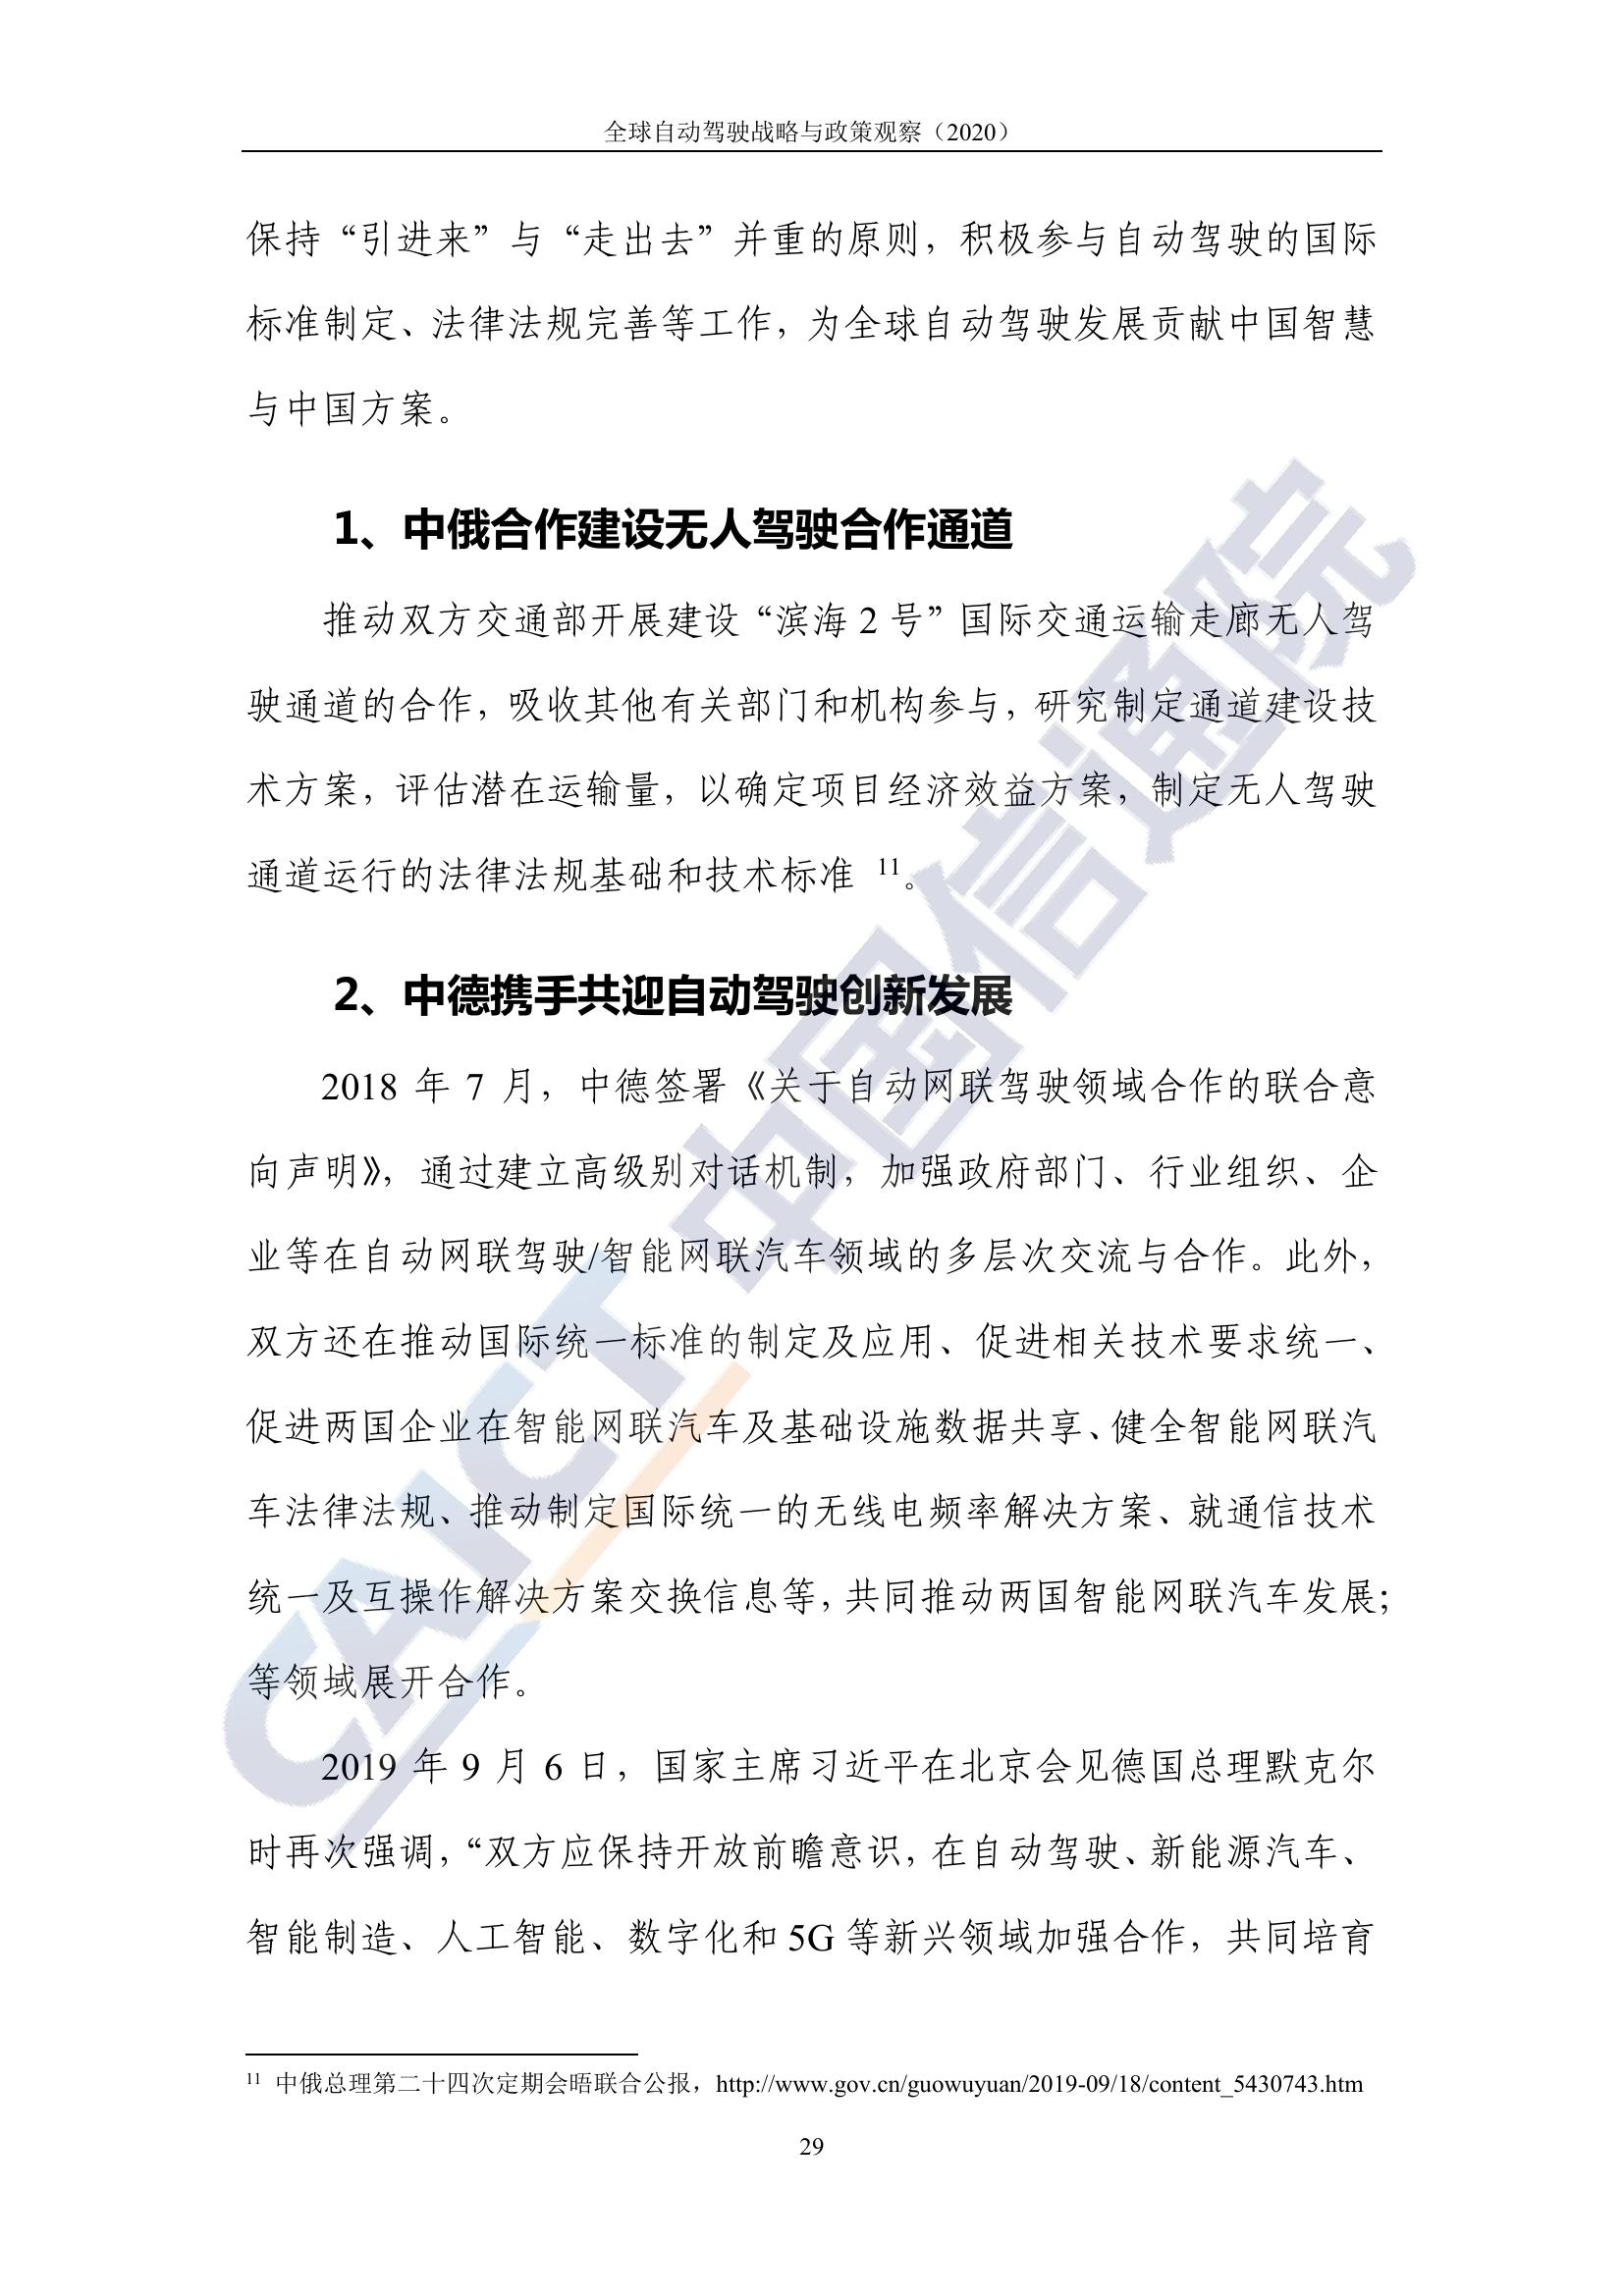 全球自动驾驶战略与政策观察（2020）
保持“引进来”与“走出去”并重的原则，积极参与自动驾驶的国际
标准制定、法律法规完善等工作，为全球自动驾驶发展贡献中国智慧
与中国方案。
1、中俄合作建设无人驾驶合作通道
推动双方交通部开展建设“滨海 2 号”国际交通运输走廊无人驾
驶通道的合作，吸收其他有关部门和机构参与，研究制定通道建设技
术方案，评估潜在运输量，以确定项目经济效益方案，制定无人驾驶
通道运行的法律法规基础和技术标准 11。
2、中德携手共迎自动驾驶创新发展
2018 年 7 月，中德签署《关于自动网联驾驶领域合作的联合意
向声明》，通过建立高级别对话机制，加强政府部门、行业组织、企
业等在自动网联驾驶/智能网联汽车领域的多层次交流与合作。此外，
双方还在推动国际统一标准的制定及应用、促进相关技术要求统一、
促进两国企业在智能网联汽车及基础设施数据共享、健全智能网联汽
车法律法规、推动制定国际统一的无线电频率解决方案、就通信技术
统一及互操作解决方案交换信息等，共同推动两国智能网联汽车发展；
等领域展开合作。
2019 年 9 月 6 日，国家主席习近平在北京会见德国总理默克尔
时再次强调，“双方应保持开放前瞻意识，在自动驾驶、新能源汽车、
智能制造、人工智能、数字化和 5G 等新兴领域加强合作，共同培育
11 中俄总理第二十四次定期会晤联合公报，http://www.gov.cn/guowuyuan/2019-09/18/content_5430743.htm
29
CAICT 中国信通院